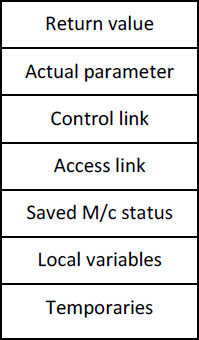 Return value
Actual parameter
Control link
Access link
Saved M/c status
Local variables
Temporaries